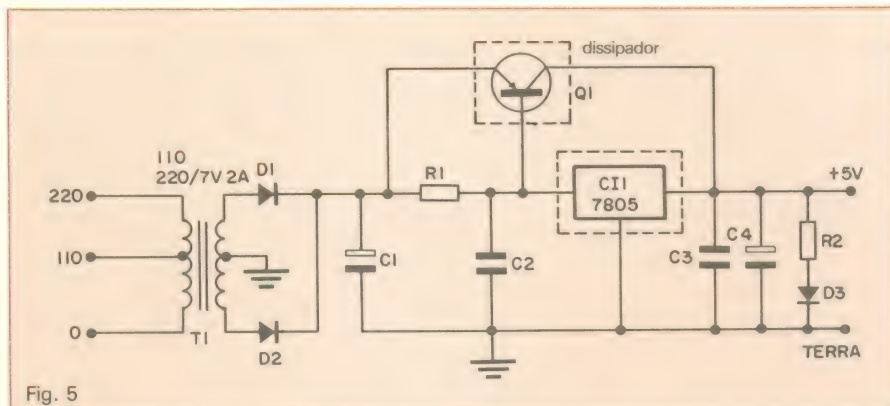 dissipador
Q1
110
220/7V 2A
D1
220
110
0
T1
D2
R1
C1
C2
CI1
7805
C3
C4
+5V
R2
D3
TERRA
Fig. 5